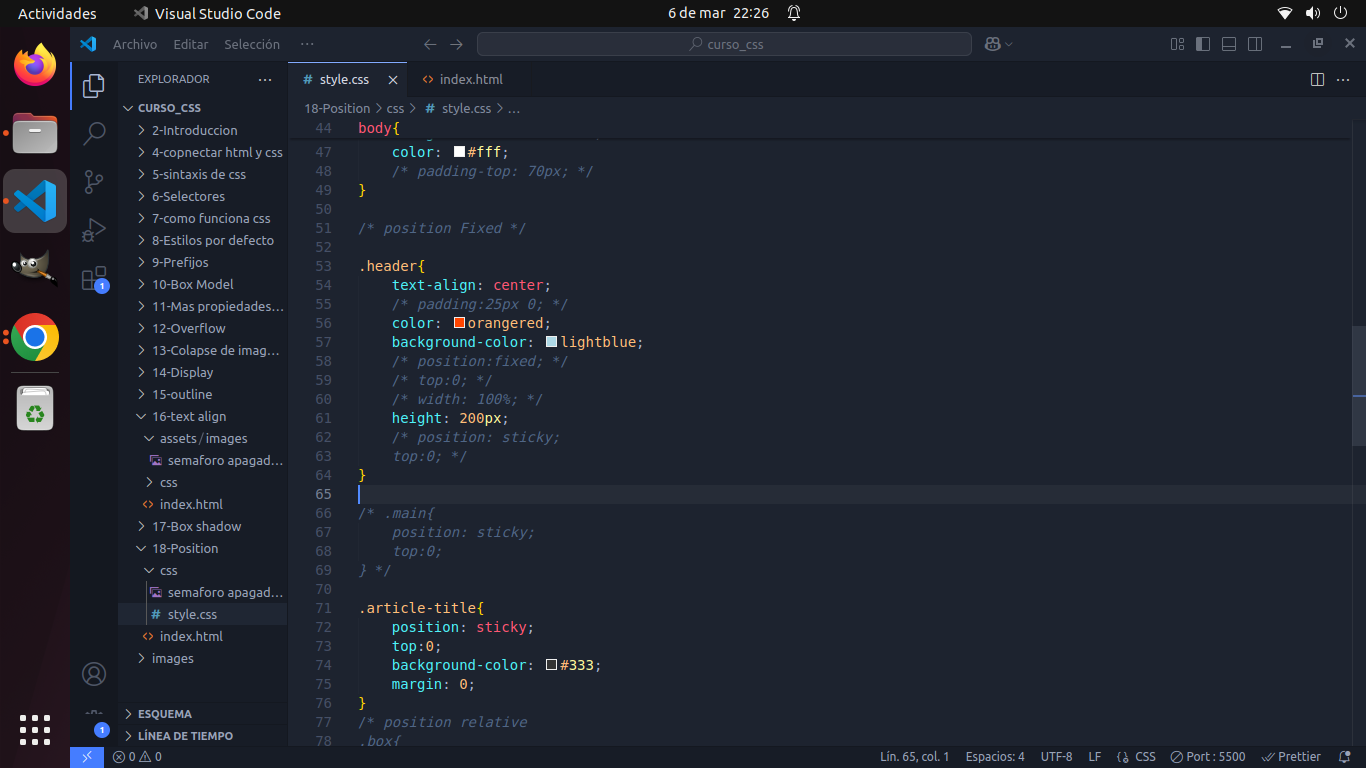 Actividades
Visual Studio Code
6 de mar 22:26
Archivo Editar Selección ···
curso_css
EXPLORADOR ···
CURSO_CSS
2-Introduccion
4-copnectar html y css
5-sintaxis de css
6-Selectores
7-como funciona css
8-Estilos por defecto
9-Prefijos
10-Box Model
11-Mas propiedades...
12-Overflow
13-Colapse de imag...
14-Display
15-outline
16-text align
assets/images
semaforo apagad...
css
index.html
17-Box shadow
18-Position
css
semaforo apagad...
# style.css
index.html
images
ESQUEMA
LÍNEA DE TIEMPO
1
1
# style.css
index.html
18-Position > css > # style.css > ...
44 body{
47 color: #fff;
48 /* padding-top: 70px; */
49 }
50
51 /* position Fixed */
52
53 .header{
54 text-align: center;
55 /* padding:25px 0; */
56 color: orangered;
57 background-color: lightblue;
58 /* position:fixed; */
59 /* top:0; */
60 /* width: 100%; */
61 height: 200px;
62 /* position: sticky;
63 top:0; */
64 }
65
66 /* .main{
67 position: sticky;
68 top:0;
69 } */
70
71 .article-title{
72 position: sticky;
73 top:0;
74 background-color: #333;
75 margin: 0;
76 }
77 /* position relative
78 .box{
0 0
Lín. 65, col. 1 Espacios: 4 UTF-8 LF {} CSS Port : 5500 Prettier